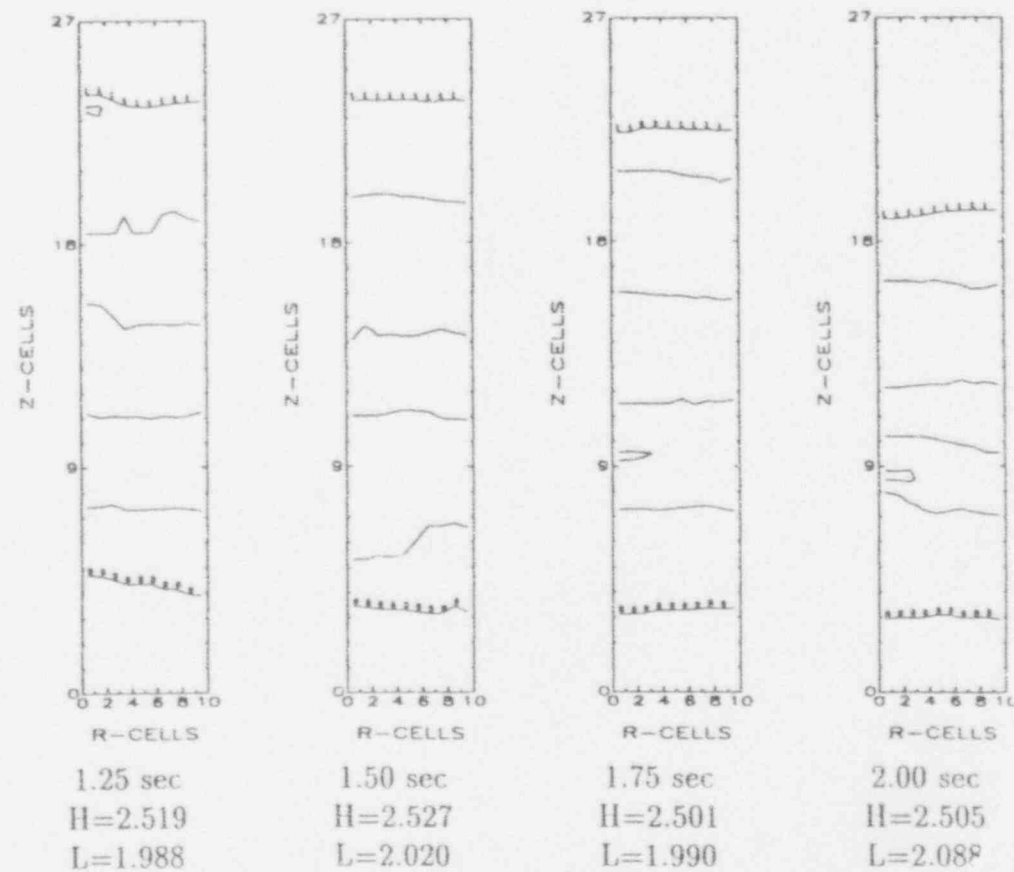 27
18
9
0
Z-CELLS
0 2 4 6 8 10
R-CELLS
1.25 sec
H=2.519
L=1.988
27
18
9
0
Z-CELLS
0 2 4 6 8 10
R-CELLS
1.50 sec
H=2.527
L=2.020
27
18
9
0
Z-CELLS
0 2 4 6 8 10
R-CELLS
1.75 sec
H=2.501
L=1.990
27
18
9
0
Z-CELLS
0 2 4 6 8 10
R-CELLS
2.00 sec
H=2.505
L=2.088